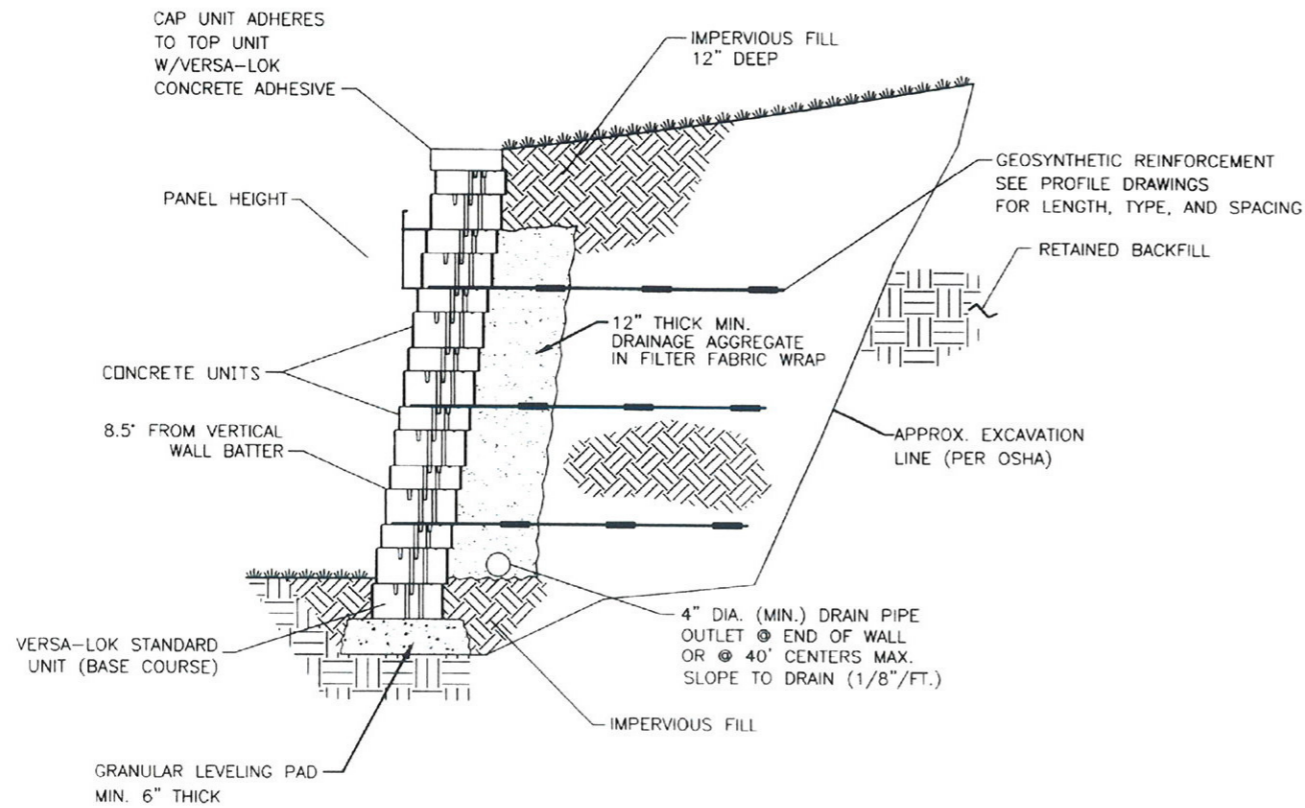 CAP UNIT ADHERES
TO TOP UNIT
W/VERSA-LOK
CONCRETE ADHESIVE
IMPERVIOUS FILL
12" DEEP
PANEL HEIGHT
GEOSYNTHETIC REINFORCEMENT
SEE PROFILE DRAWINGS
FOR LENGTH, TYPE, AND SPACING
RETAINED BACKFILL
12" THICK MIN.
DRAINAGE AGGREGATE
IN FILTER FABRIC WRAP
CONCRETE UNITS
8.5° FROM VERTICAL
WALL BATTER
APPROX. EXCAVATION
LINE (PER OSHA)
VERSA-LOK STANDARD
UNIT (BASE COURSE)
4" DIA. (MIN.) DRAIN PIPE
OUTLET @ END OF WALL
OR @ 40' CENTERS MAX.
SLOPE TO DRAIN (1/8"/FT.)
IMPERVIOUS FILL
GRANULAR LEVELING PAD
MIN. 6" THICK